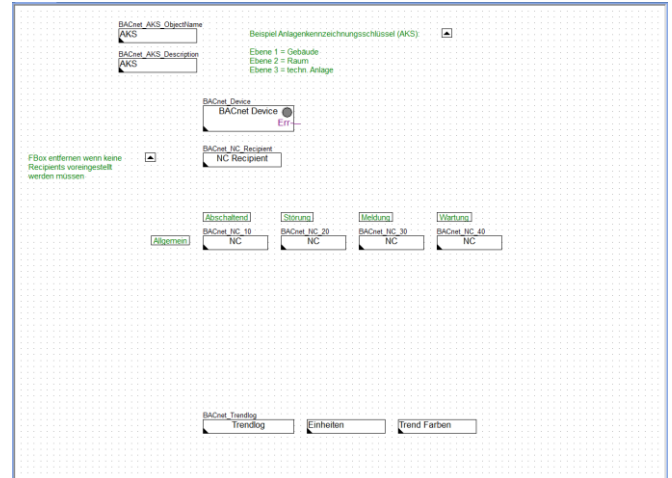 BACnet_AKS_ObjectName
AKS
Beispiel Anlagenkennzeichnungsschlüssel (AKS):
BACnet_AKS_Description
AKS
Ebene 1 = Gebäude
Ebene 2 = Raum
Ebene 3 = techn. Anlage
BACnet_Device
BACnet Device
Err
BACnet_NC_Recipient
NC Recipient
FBox entfernen wenn keine
Recipients voreingestellt
werden müssen
Abschaltend Störung Meldung Wartung
BACnet_NC_10 BACnet_NC_20 BACnet_NC_30 BACnet_NC_40
Allgemein NC NC NC NC
BACnet_Trendlog
Trendlog Einheiten Trend Farben